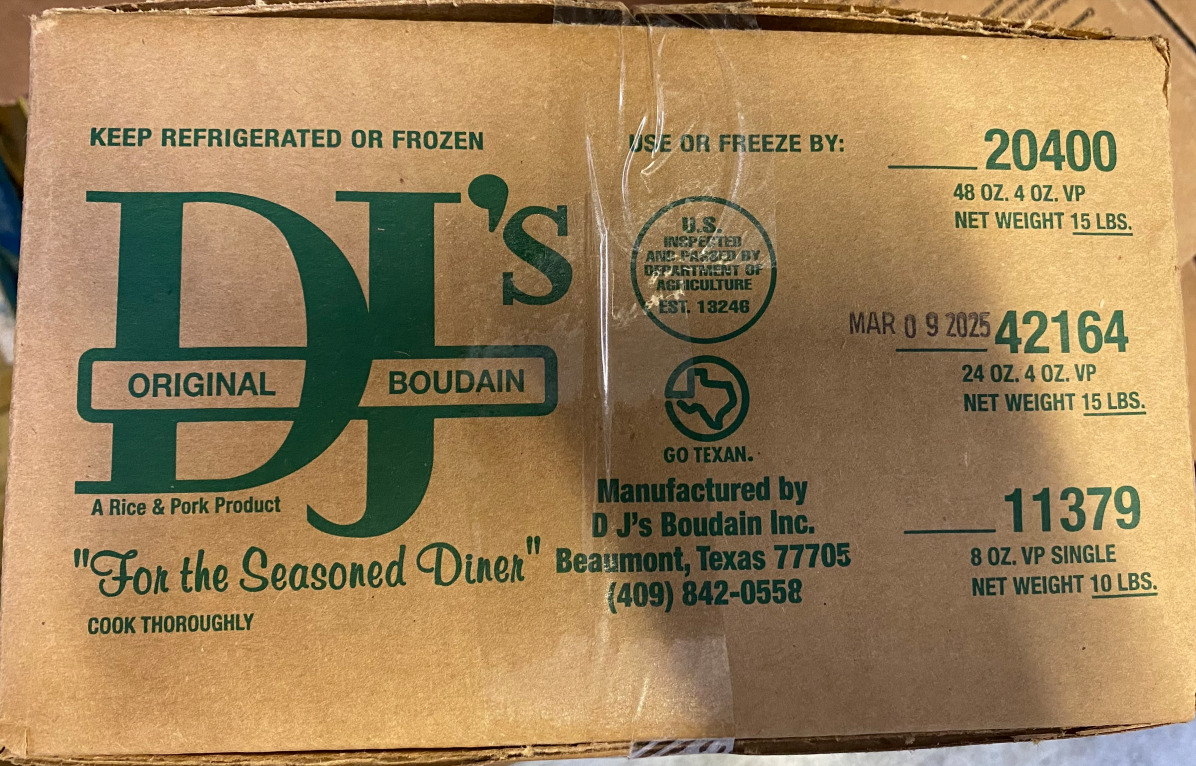 KEEP REFRIGERATED OR FROZEN
DJ's
ORIGINAL BOUDAIN
A Rice & Pork Product
"For the Seasoned Diner"
COOK THOROUGHLY
USE OR FREEZE BY:
U.S.
INSPECTED
AND PASSED BY
DEPARTMENT OF
AGRICULTURE
EST. 13246
GO TEXAN.
Manufactured by
D J's Boudain Inc.
Beaumont, Texas 77705
(409) 842-0558
20400
48 OZ. 4 OZ. VP
NET WEIGHT 15 LBS.
MAR 09 2025 42164
24 OZ. 4 OZ. VP
NET WEIGHT 15 LBS.
11379
8 OZ. VP SINGLE
NET WEIGHT 10 LBS.